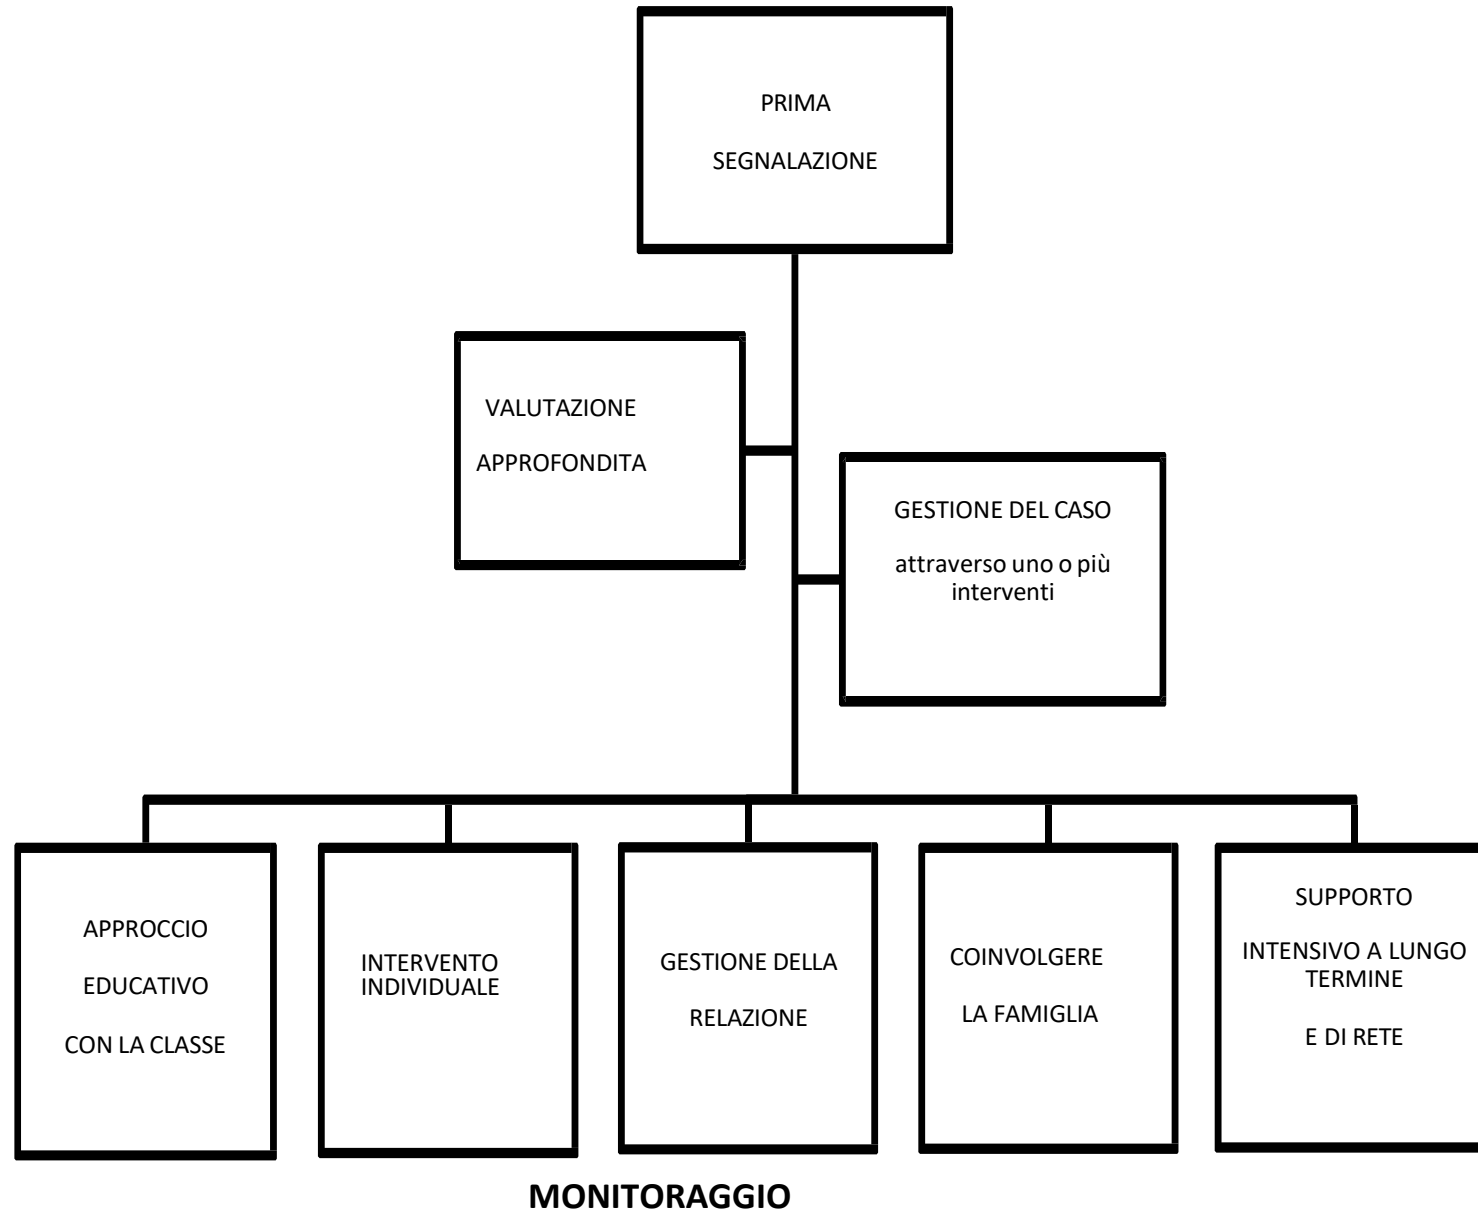 PRIMA
SEGNALAZIONE
VALUTAZIONE
APPROFONDITA
GESTIONE DEL CASO
attraverso uno o più
interventi
APPROCCIO
EDUCATIVO
CON LA CLASSE
INTERVENTO
INDIVIDUALE
GESTIONE DELLA
RELAZIONE
COINVOLGERE
LA FAMIGLIA
SUPPORTO
INTENSIVO A LUNGO
TERMINE
E DI RETE
MONITORAGGIO